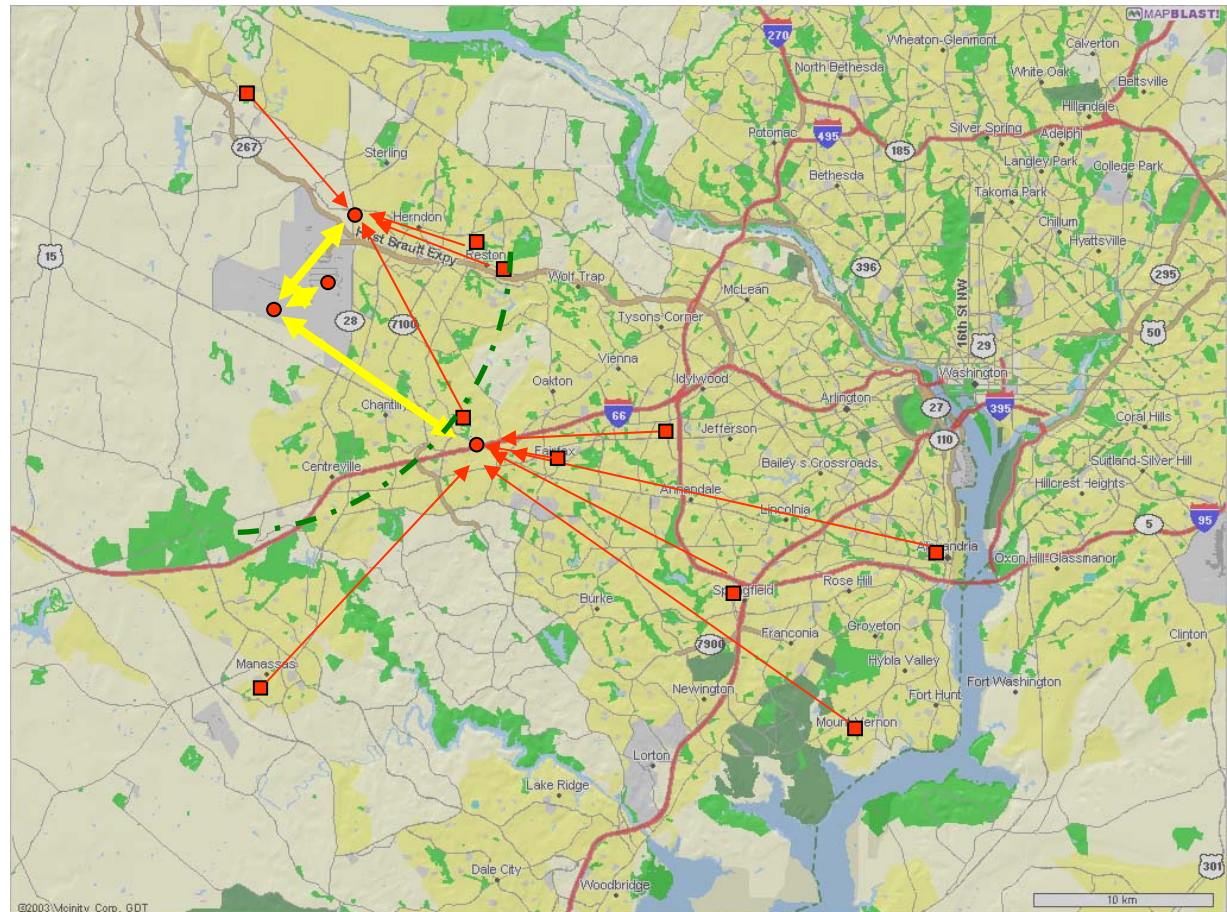 MAPBLAST!
270
Wheaton-Glenmont
Calverton
North Bethesda
White Oak
Beltsville
Hillandale
Potomac
495
Silver Spring
Adelphi
185
267
Sterling
Langley Park
College Park
Bethesda
Takoma Park
Chillum
Herndon
Hyattsville
15
Reston
396
Wolf Trap
295
McLean
16th St NW
28
7100
Tysons Corner
50
29
Vienna
Washington
Oakton
Idylwood
Arlington
Chantilly
66
27
395
Coral Hills
Jefferson
110
Fairfax
Centreville
Bailey s Crossroads
Suitland-Silver Hill
Annandale
Hillcrest Heights
Lincolnia
5
95
Alexandria
Oxon Hill-Glassmanor
Rose Hill
Springfield
Burke
Groveton
7900
Franconia
Clinton
Manassas
Hybla Valley
Newington
Fort Hunt
Fort Washington
Mount Vernon
Lorton
Lake Ridge
301
Dale City
Woodbridge
10 km
©2003 Vicinity Corp. GDT